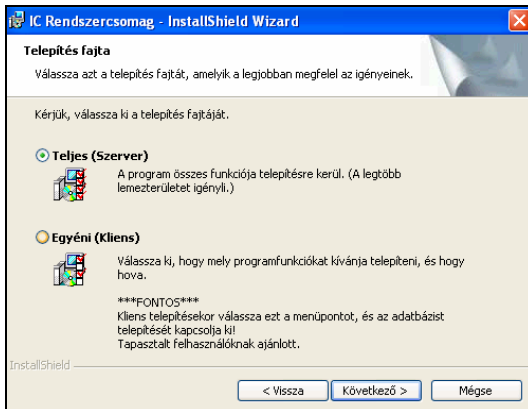 IC Rendszercsomag - InstallShield Wizard
Telepítés fajta
Válassza azt a telepítés fajtát, amelyik a legjobban megfelel az igényeinek.
Kérjük, válassza ki a telepítés fajtáját.
Teljes (Szerver)
A program összes funkciója telepítésre kerül. (A legtöbb
lemezterületet igényli.)
Egyéni (Kliens)
Válassza ki, hogy mely programfunkciókat kívánja telepíteni, és hogy
hova.
***FONTOS***
Kliens telepítésekor válassza ezt a menüpontot, és az adatbázist
telepítését kapcsolja ki!
Tapasztalt felhasználóknak ajánlott.
InstallShield
< Vissza
Következő >
Mégse